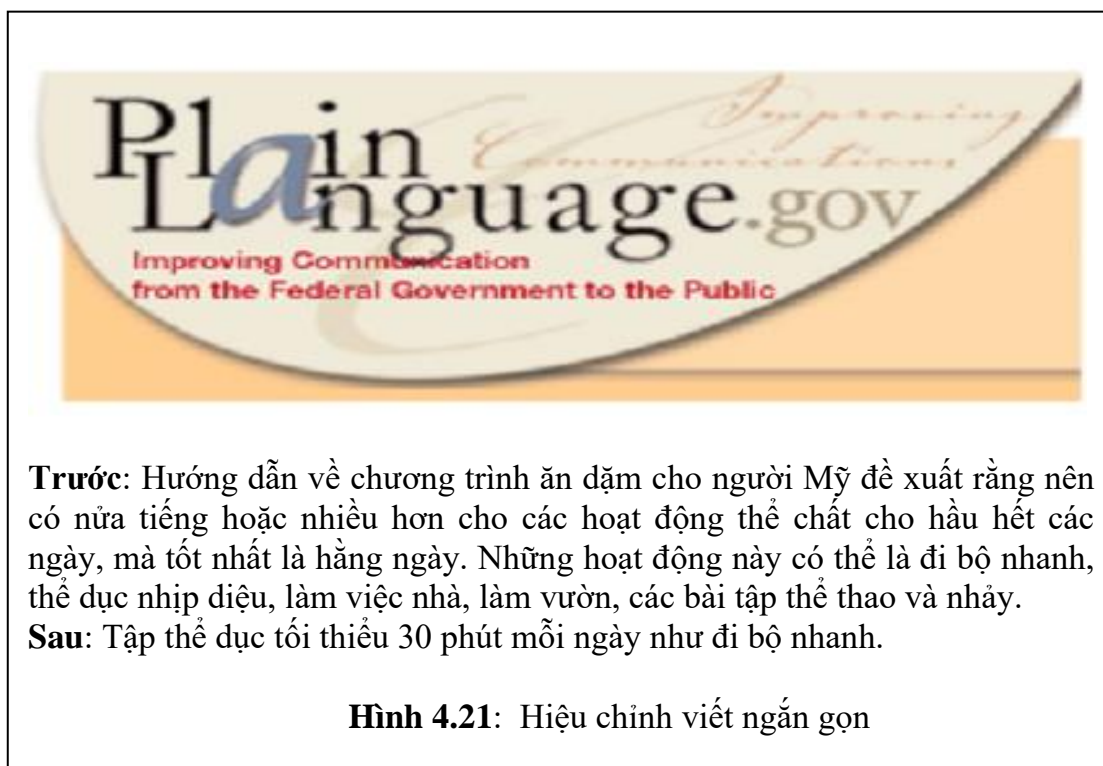 Improving
Communications
Plain
Language.gov
Improving Communication
from the Federal Government to the Public
Trước: Hướng dẫn về chương trình ăn dặm cho người Mỹ đề xuất rằng nên
có nửa tiếng hoặc nhiều hơn cho các hoạt động thể chất cho hầu hết các
ngày, mà tốt nhất là hằng ngày. Những hoạt động này có thể là đi bộ nhanh,
thể dục nhịp diệu, làm việc nhà, làm vườn, các bài tập thể thao và nhảy.
Sau: Tập thể dục tối thiểu 30 phút mỗi ngày như đi bộ nhanh.
Hình 4.21: Hiệu chỉnh viết ngắn gọn